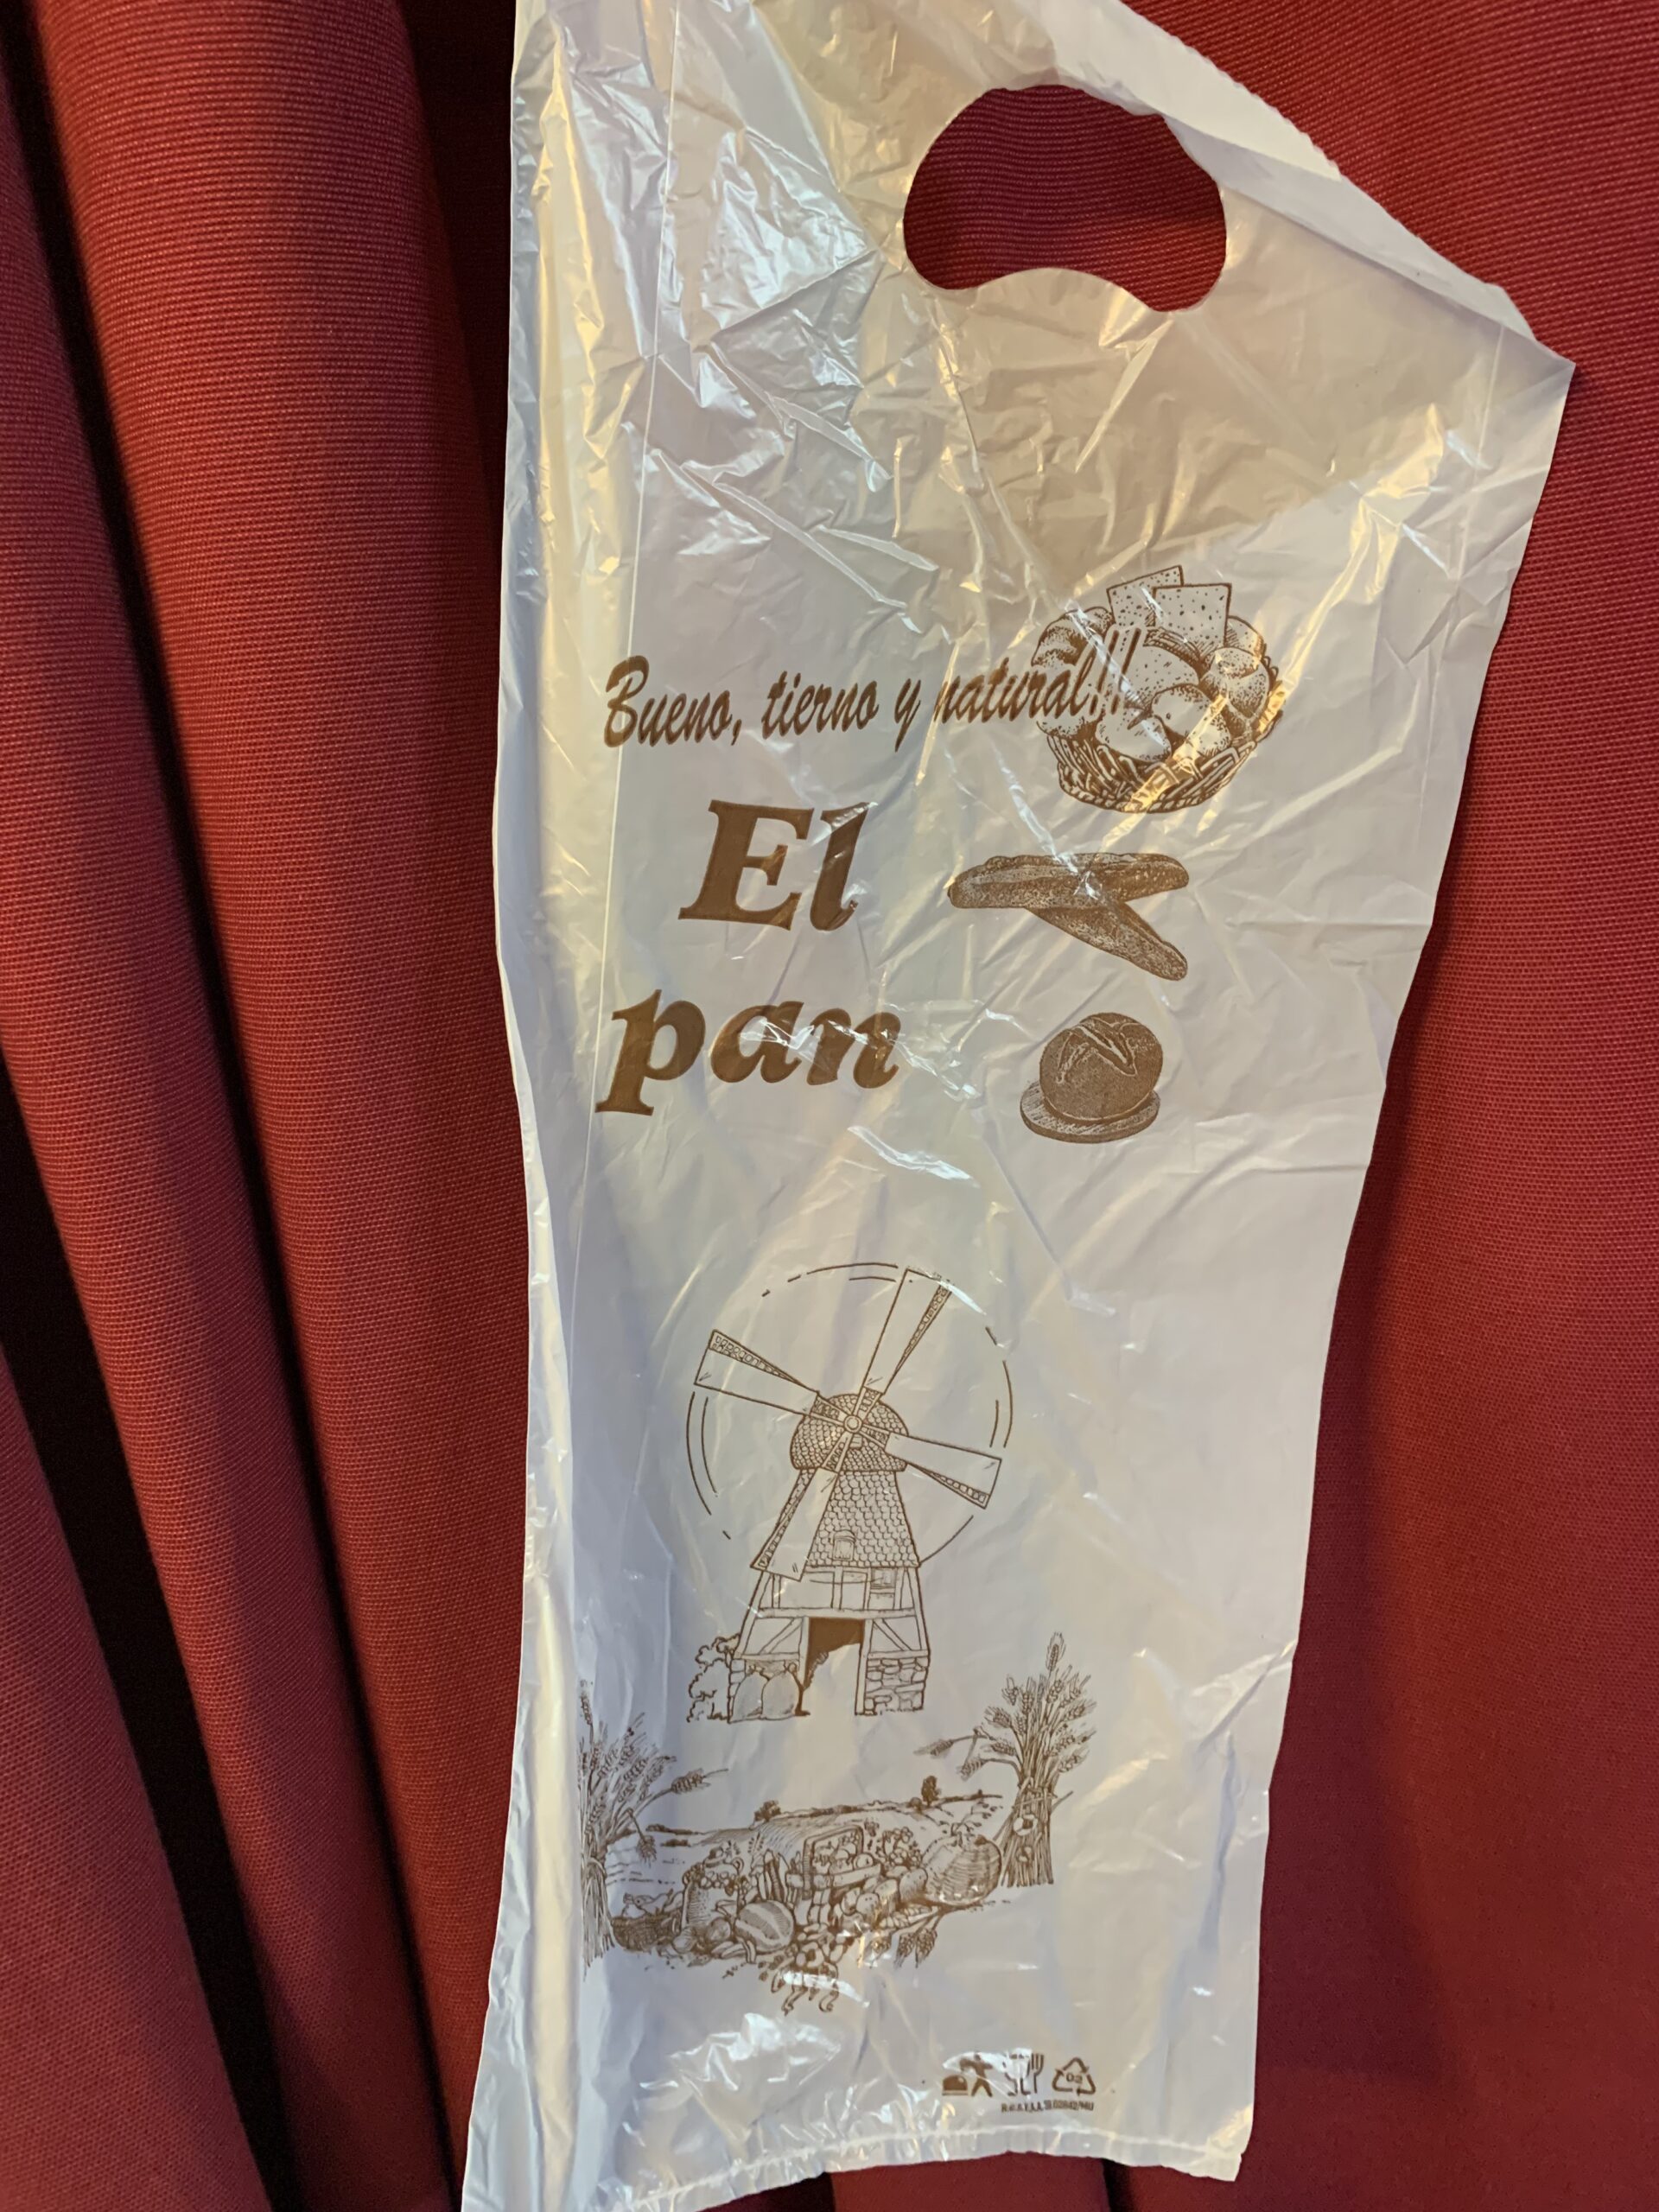 Bueno, tierno y natural!!!
El
pan